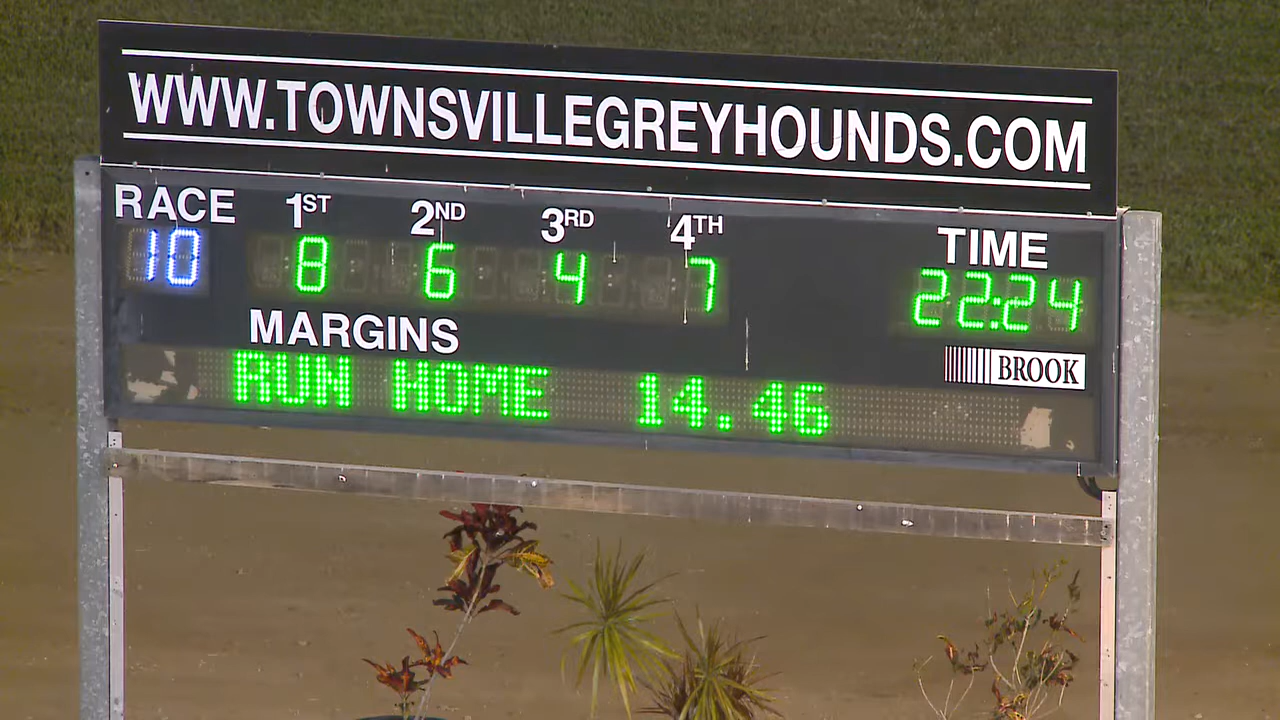 WWW.TOWNSVILLEGREYHOUNDS.COM
RACE 1ST 2ND 3RD 4TH TIME
10 8 6 4 7 22:24
MARGINS
BROOK
RUN HOME 14.46